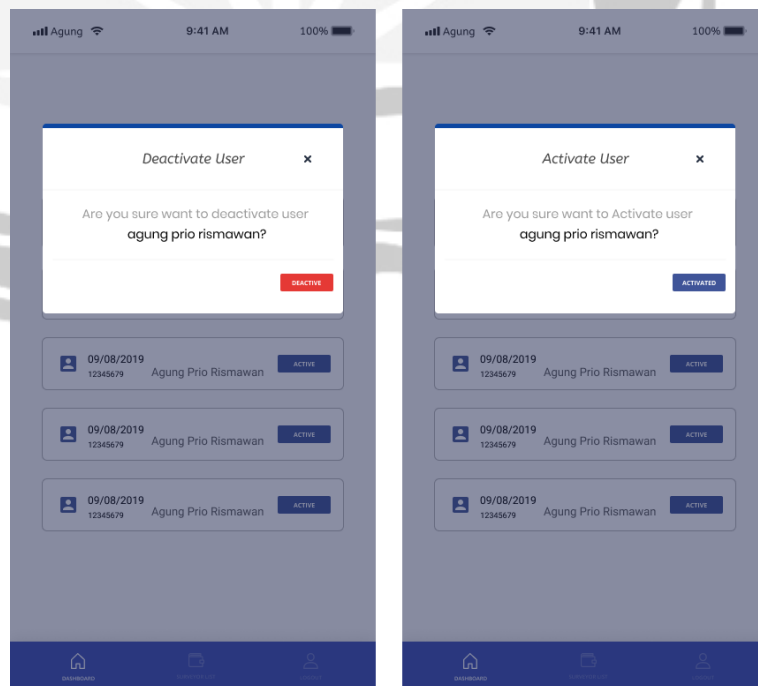 Agung 9:41 AM 100%
Deactivate User
Are you sure want to deactivate user
agung prio rismawan?
DEACTIVE
09/08/2019
12345679 Agung Prio Rismawan ACTIVE
09/08/2019
12345679 Agung Prio Rismawan ACTIVE
09/08/2019
12345679 Agung Prio Rismawan ACTIVE
DASHBOARD
Agung 9:41 AM 100%
Activate User
Are you sure want to Activate user
agung prio rismawan?
ACTIVATED
09/08/2019
12345679 Agung Prio Rismawan ACTIVE
09/08/2019
12345679 Agung Prio Rismawan ACTIVE
09/08/2019
12345679 Agung Prio Rismawan ACTIVE
DASHBOARD